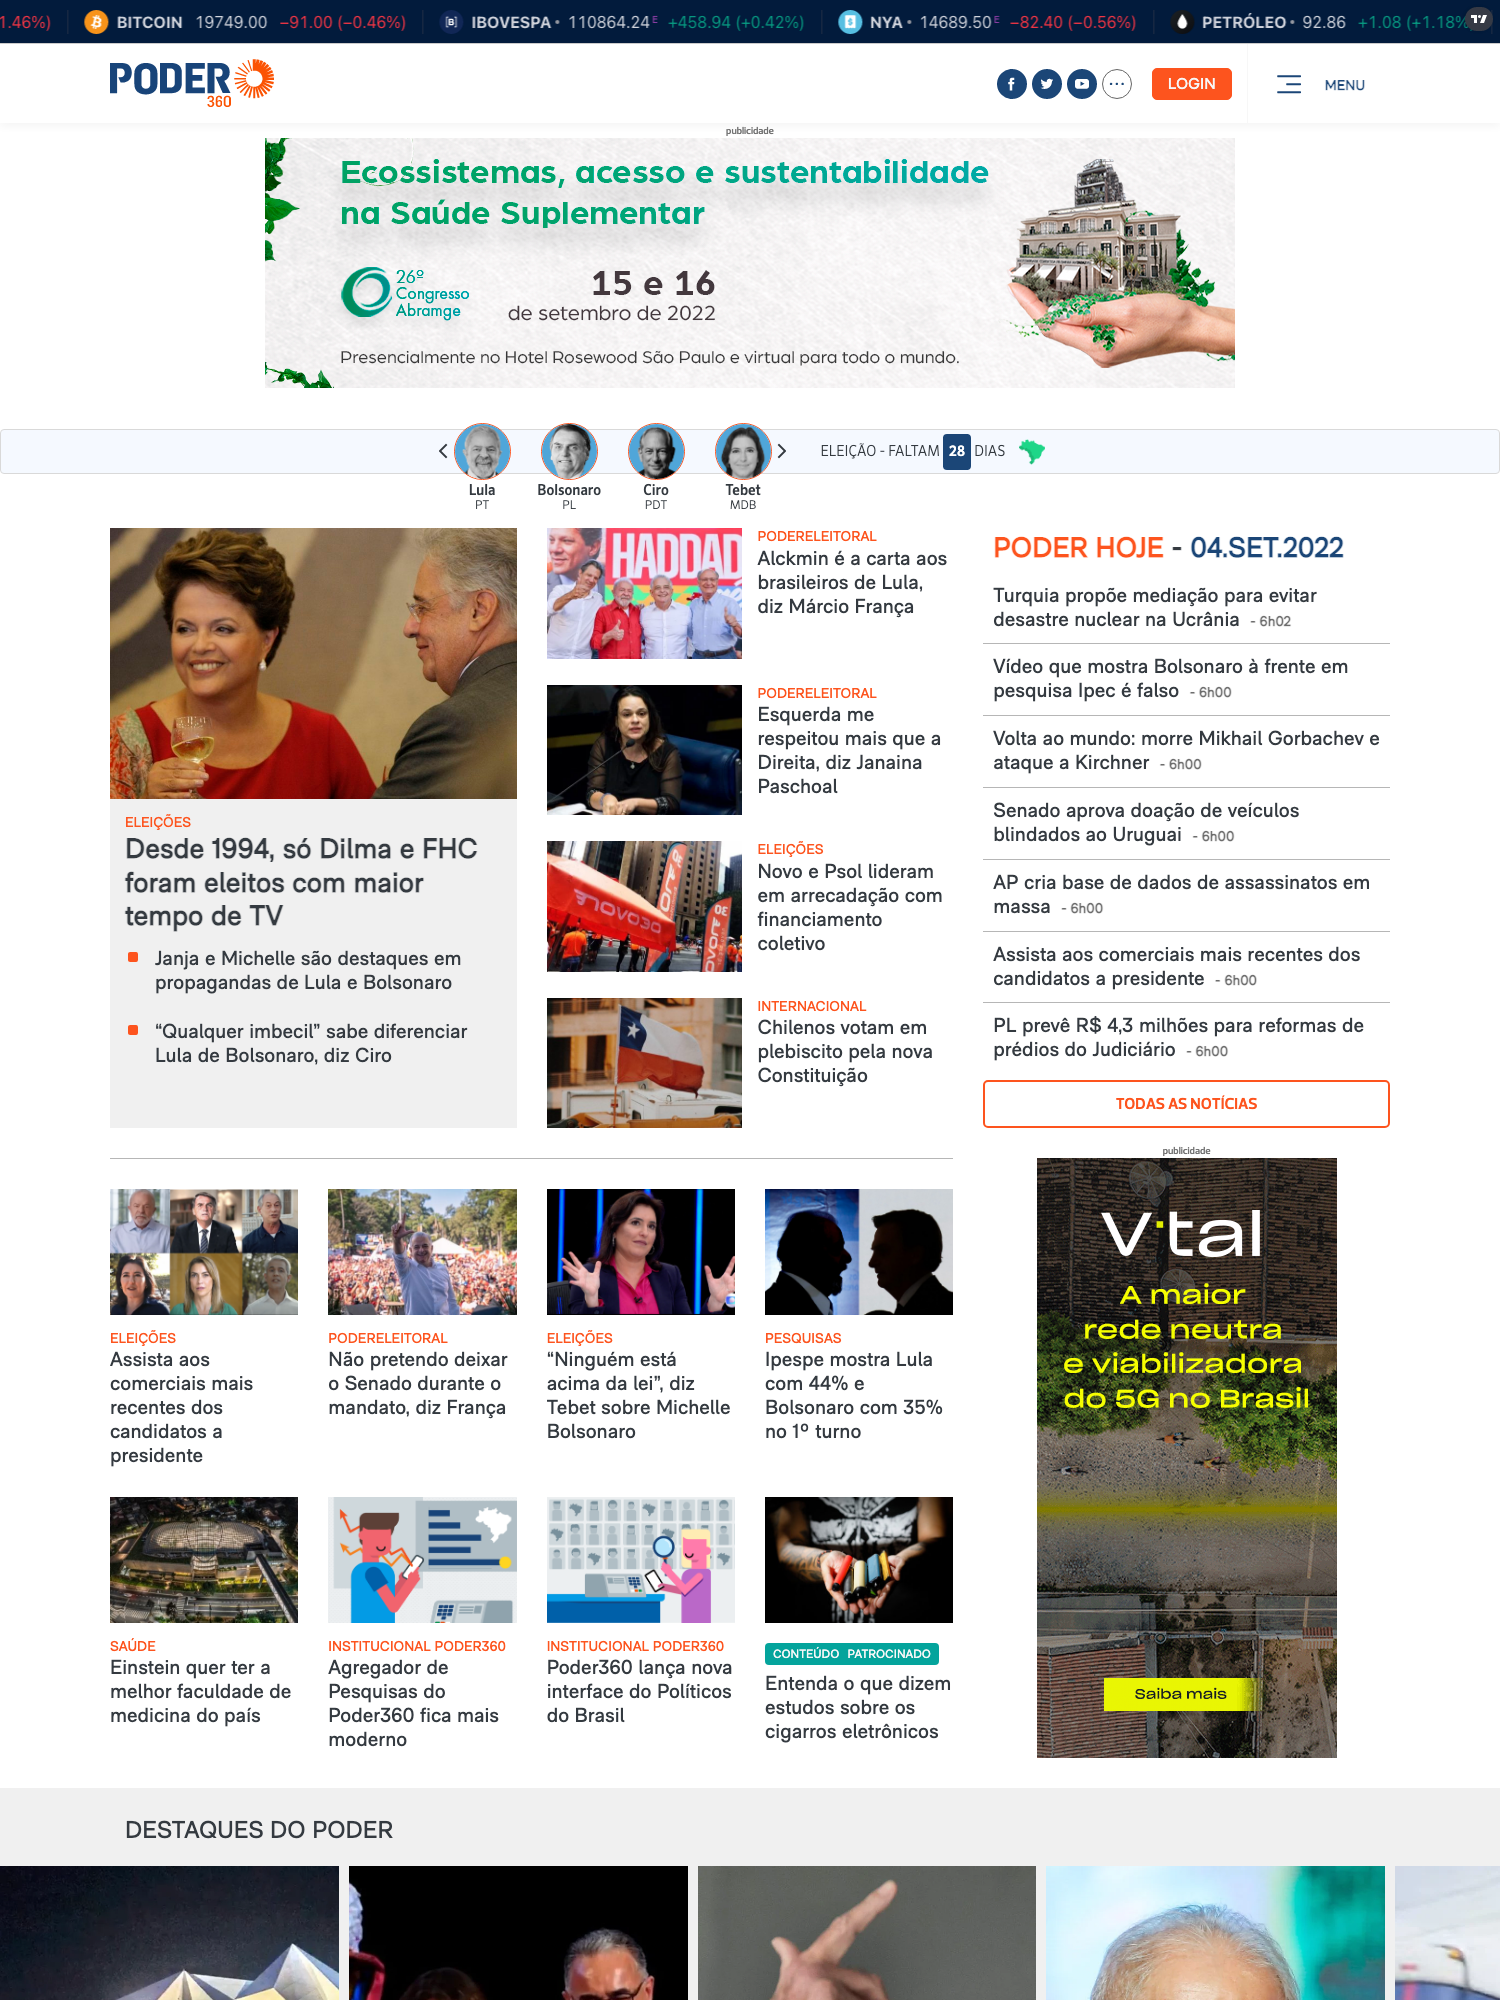 1.46%)
BITCOIN 19749.00 −91.00 (−0.46%)
IBOVESPA 110864.24 E +458.94 (+0.42%)
NYA 14689.50 E −82.40 (−0.56%)
PETRÓLEO 92.86 +1.08 (+1.18%
PODER
360
LOGIN
MENU
publicidade
Ecossistemas, acesso e sustentabilidade
na Saúde Suplementar
26º
Congresso
Abramge
15 e 16
de setembro de 2022
Presencialmente no Hotel Rosewood São Paulo e virtual para todo o mundo.
Lula
PT
Bolsonaro
PL
Ciro
PDT
Tebet
MDB
ELEIÇÃO - FALTAM 28 DIAS
ELEIÇÕES
Desde 1994, só Dilma e FHC
foram eleitos com maior
tempo de TV
Janja e Michelle são destaques em
propagandas de Lula e Bolsonaro
“Qualquer imbecil” sabe diferenciar
Lula de Bolsonaro, diz Ciro
HADDAD
PODERELEITORAL
Alckmin é a carta aos
brasileiros de Lula,
diz Márcio França
PODERELEITORAL
Esquerda me
respeitou mais que a
Direita, diz Janaina
Paschoal
ELEIÇÕES
Novo e Psol lideram
em arrecadação com
financiamento
coletivo
INTERNACIONAL
Chilenos votam em
plebiscito pela nova
Constituição
PODER HOJE - 04.SET.2022
Turquia propõe mediação para evitar
desastre nuclear na Ucrânia - 6h02
Vídeo que mostra Bolsonaro à frente em
pesquisa Ipec é falso - 6h00
Volta ao mundo: morre Mikhail Gorbachev e
ataque a Kirchner - 6h00
Senado aprova doação de veículos
blindados ao Uruguai - 6h00
AP cria base de dados de assassinatos em
massa - 6h00
Assista aos comerciais mais recentes dos
candidatos a presidente - 6h00
PL prevê R$ 4,3 milhões para reformas de
prédios do Judiciário - 6h00
TODAS AS NOTÍCIAS
publicidade
V·tal
A maior
rede neutra
e viabilizadora
do 5G no Brasil
Saiba mais
ELEIÇÕES
Assista aos
comerciais mais
recentes dos
candidatos a
presidente
PODERELEITORAL
Não pretendo deixar
o Senado durante o
mandato, diz França
ELEIÇÕES
“Ninguém está
acima da lei”, diz
Tebet sobre Michelle
Bolsonaro
PESQUISAS
Ipespe mostra Lula
com 44% e
Bolsonaro com 35%
no 1º turno
SAÚDE
Einstein quer ter a
melhor faculdade de
medicina do país
INSTITUCIONAL PODER360
Agregador de
Pesquisas do
Poder360 fica mais
moderno
INSTITUCIONAL PODER360
Poder360 lança nova
interface do Políticos
do Brasil
CONTEÚDO PATROCINADO
Entenda o que dizem
estudos sobre os
cigarros eletrônicos
DESTAQUES DO PODER